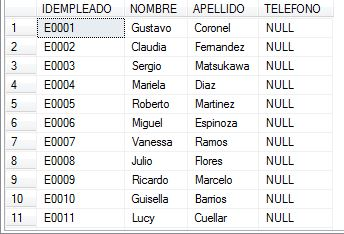 IDEMPLEADO NOMBRE APELLIDO TELEFONO
1 E0001 Gustavo Coronel NULL
2 E0002 Claudia Fernandez NULL
3 E0003 Sergio Matsukawa NULL
4 E0004 Mariela Diaz NULL
5 E0005 Roberto Martinez NULL
6 E0006 Miguel Espinoza NULL
7 E0007 Vanessa Ramos NULL
8 E0008 Julio Flores NULL
9 E0009 Ricardo Marcelo NULL
10 E0010 Guisella Barrios NULL
11 E0011 Lucy Cuellar NULL